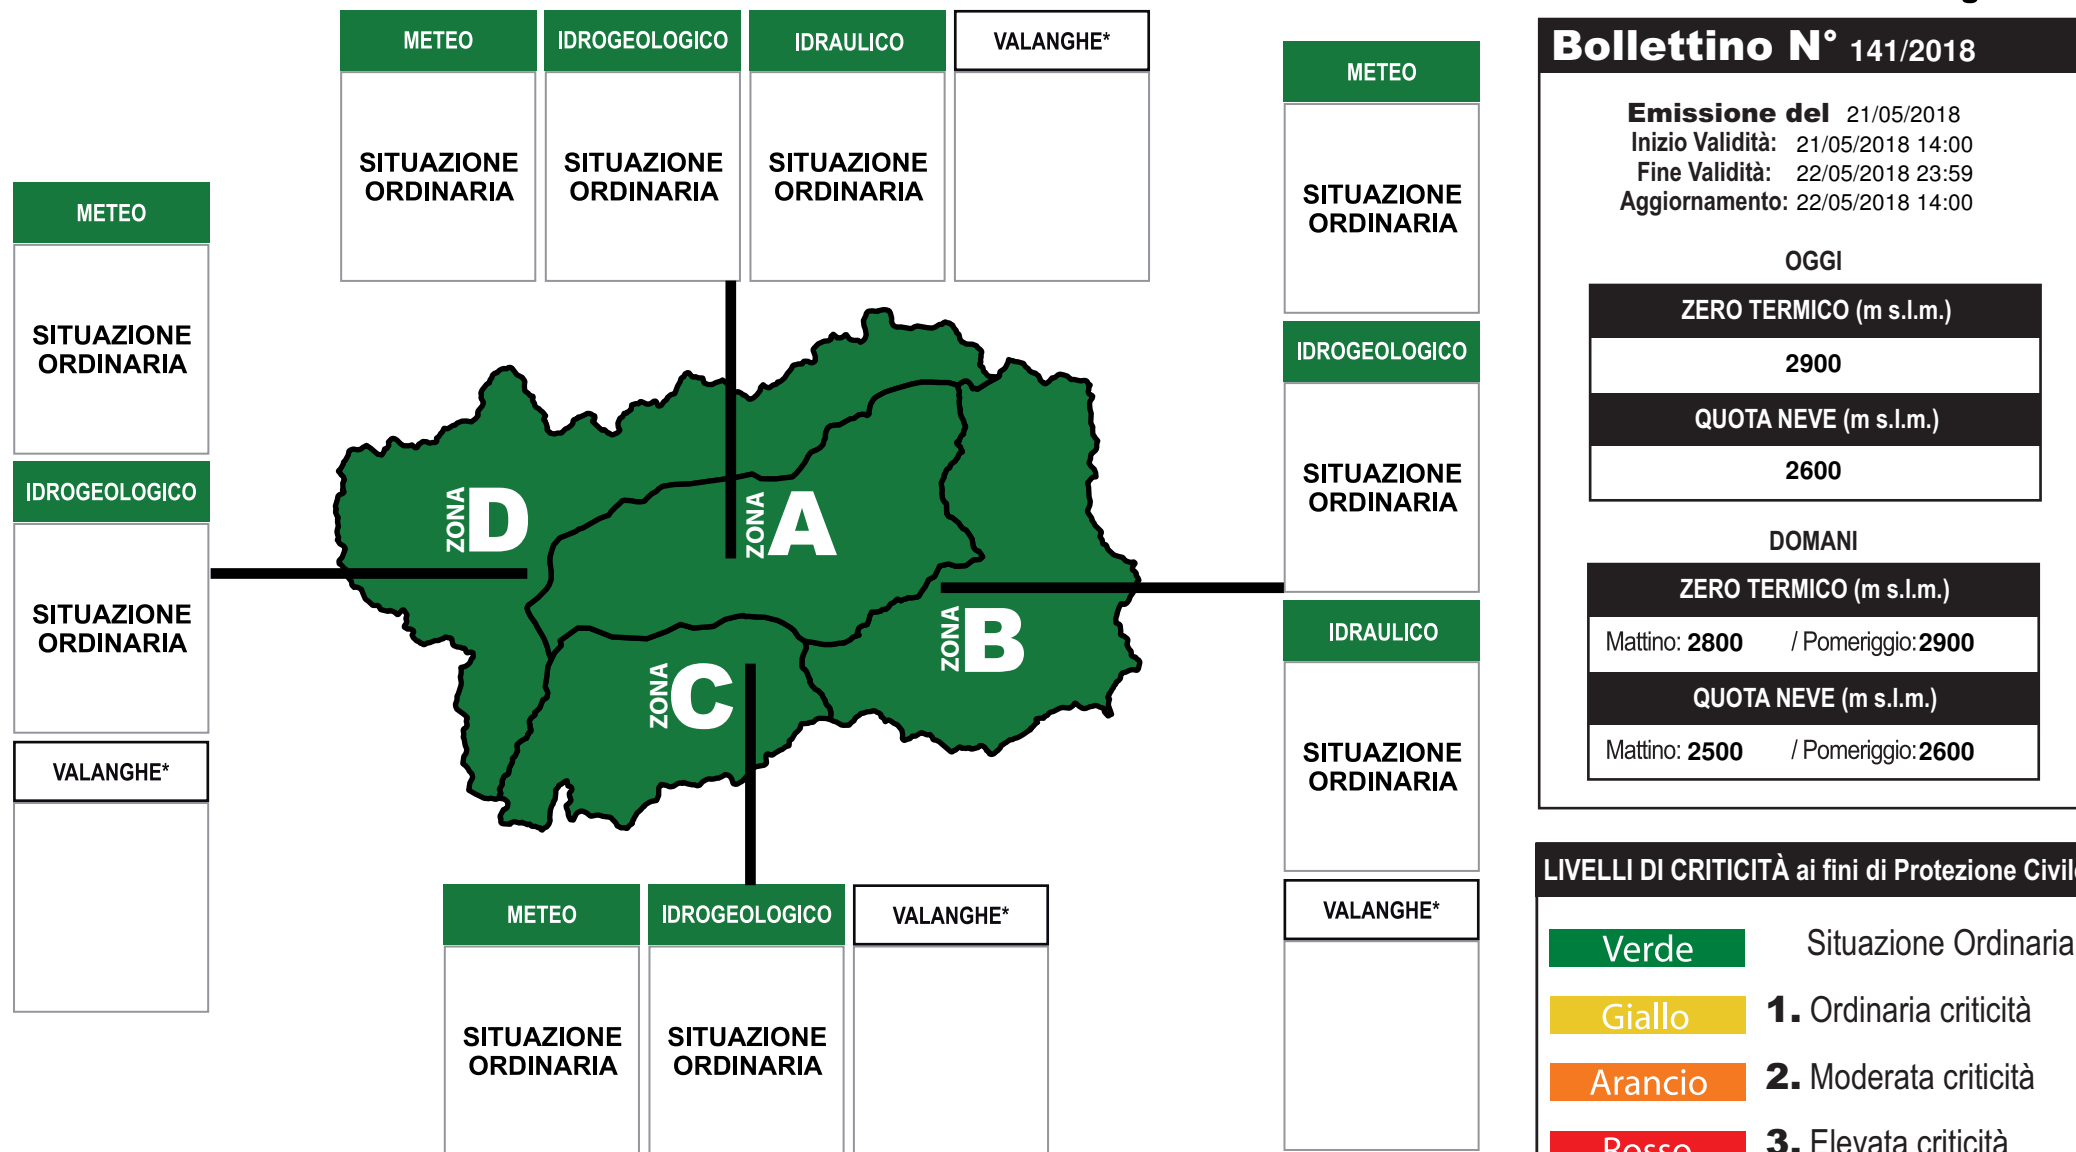 METEO
IDROGEOLOGICO
IDRAULICO
VALANGHE*
SITUAZIONE
ORDINARIA
SITUAZIONE
ORDINARIA
SITUAZIONE
ORDINARIA
METEO
SITUAZIONE
ORDINARIA
IDROGEOLOGICO
SITUAZIONE
ORDINARIA
VALANGHE*
ZONA D
ZONA A
ZONA B
ZONA C
METEO
SITUAZIONE
ORDINARIA
IDROGEOLOGICO
SITUAZIONE
ORDINARIA
IDRAULICO
SITUAZIONE
ORDINARIA
VALANGHE*
METEO
IDROGEOLOGICO
VALANGHE*
SITUAZIONE
ORDINARIA
SITUAZIONE
ORDINARIA
Bollettino N° 141/2018
Emissione del 21/05/2018
Inizio Validità: 21/05/2018 14:00
Fine Validità: 22/05/2018 23:59
Aggiornamento: 22/05/2018 14:00
OGGI
ZERO TERMICO (m s.l.m.)
2900
QUOTA NEVE (m s.l.m.)
2600
DOMANI
ZERO TERMICO (m s.l.m.)
Mattino: 2800 / Pomeriggio: 2900
QUOTA NEVE (m s.l.m.)
Mattino: 2500 / Pomeriggio: 2600
LIVELLI DI CRITICITÀ ai fini di Protezione Civile
Verde Situazione Ordinaria
Giallo 1. Ordinaria criticità
Arancio 2. Moderata criticità
Rosso 3. Elevata criticità